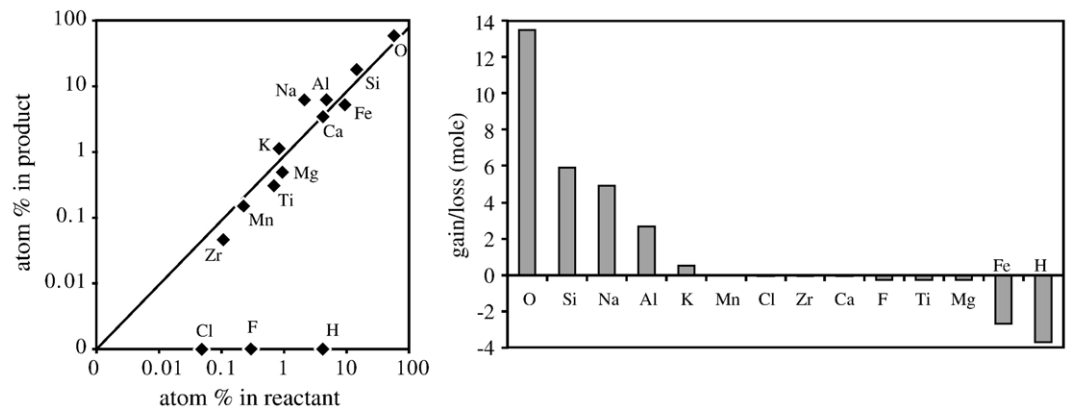 100
10
1
0.1
0.01
0
atom % in product
O
Si
Na Al
Fe
Ca
K
Mg
Ti
Mn
Zr
Cl F H
0 0.01 0.1 1 10 100
atom % in reactant
14
12
10
8
6
4
2
0
-2
-4
gain/loss (mole)
Fe H
O Si Na Al K Mn Cl Zr Ca F Ti Mg